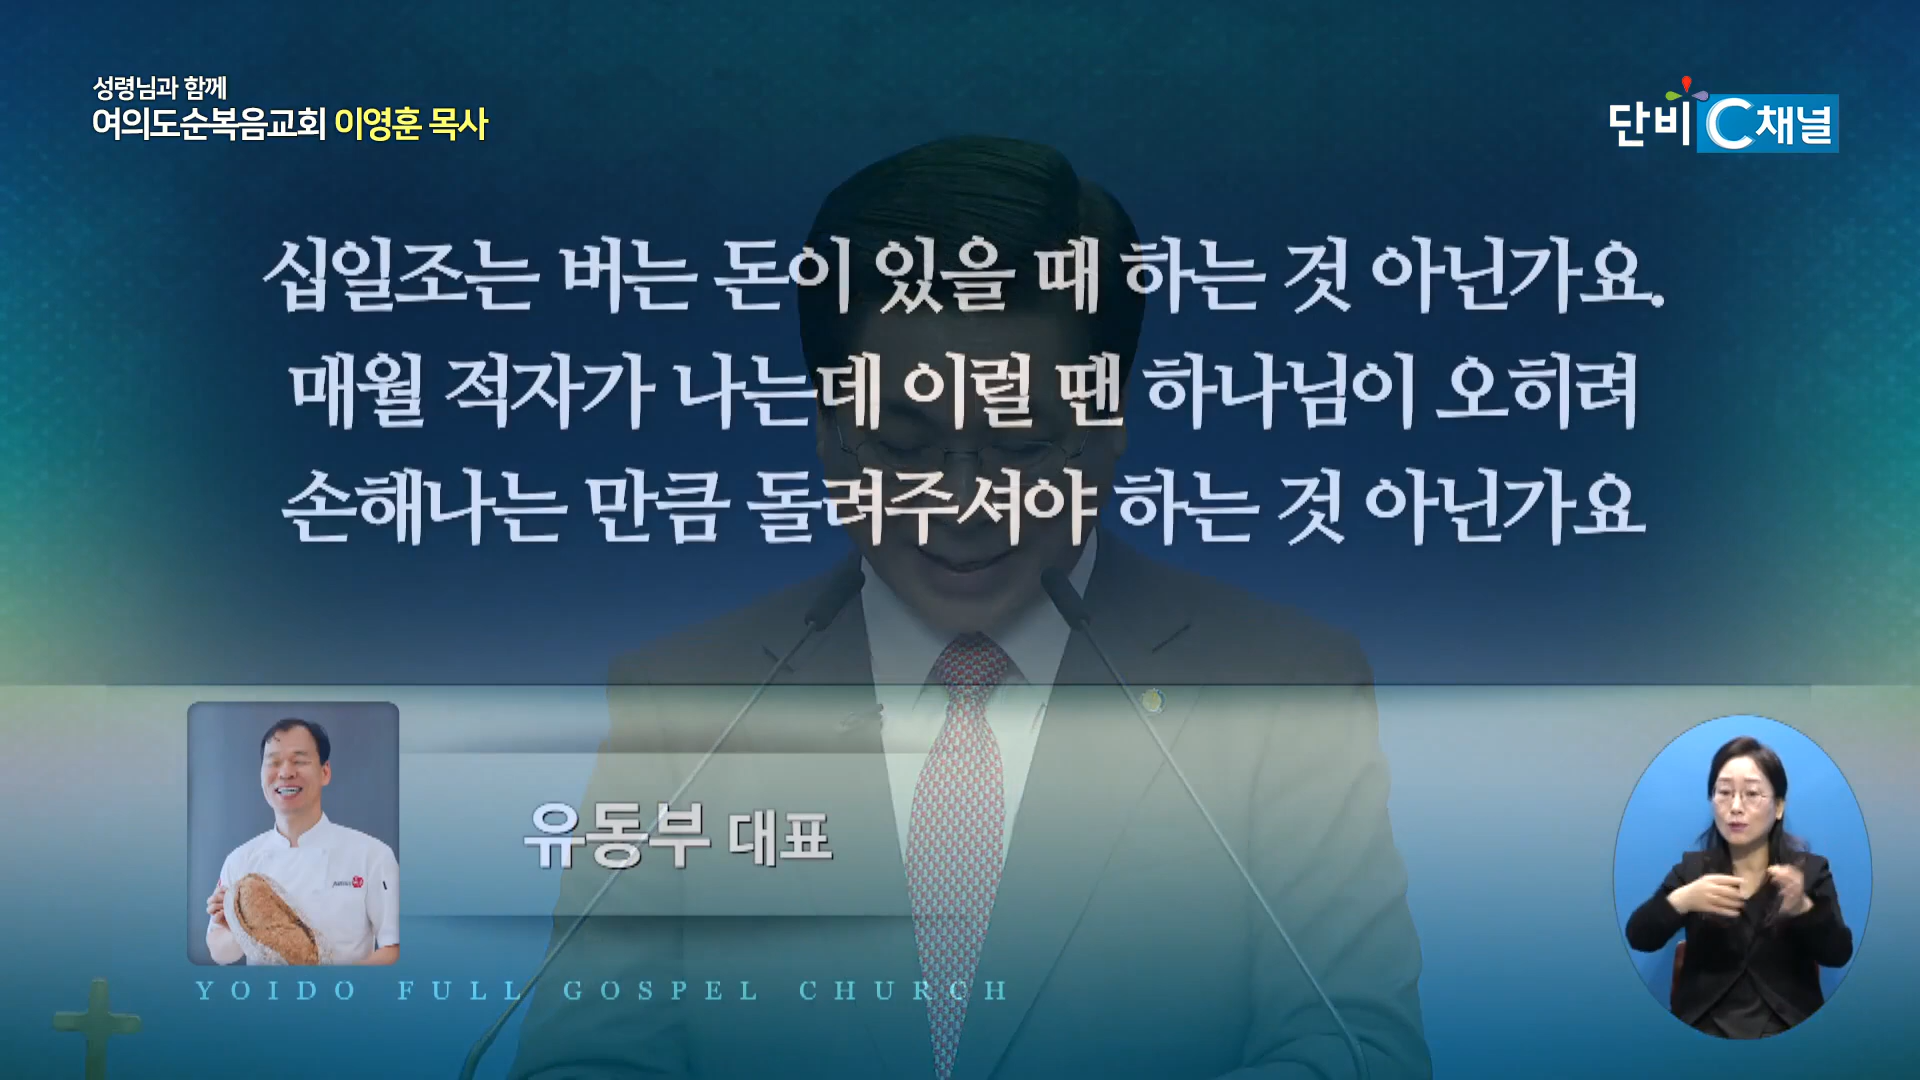 성령님과 함께
여의도순복음교회 이영훈 목사
단비 C채널
십일조는 버는 돈이 있을 때 하는 것 아닌가요.
매월 적자가 나는데 이럴 땐 하나님이 오히려
손해나는 만큼 돌려주셔야 하는 것 아닌가요
유동부 대표
YOIDO FULL GOSPEL CHURCH